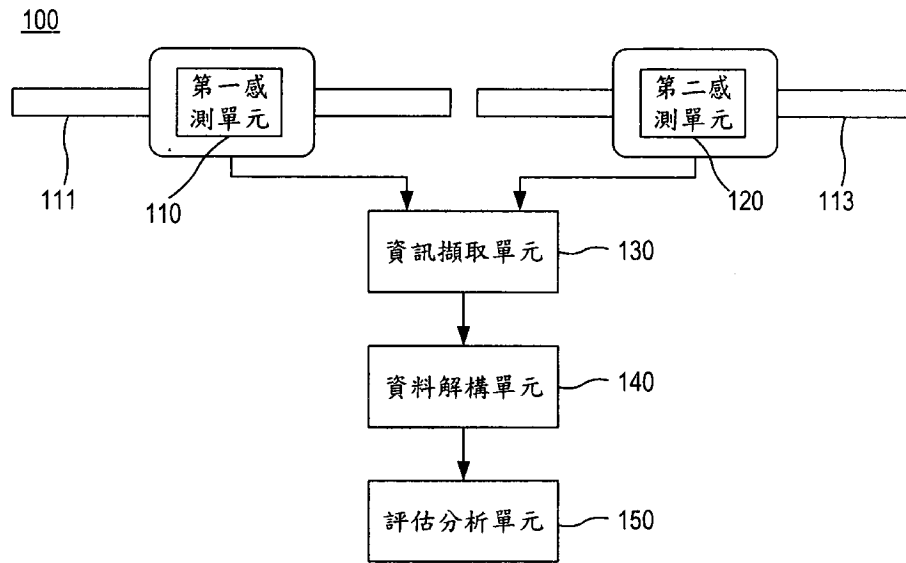 100
第一感
測單元
第二感
測單元
111
110
120
113
資訊擷取單元
130
資料解構單元
140
評估分析單元
150